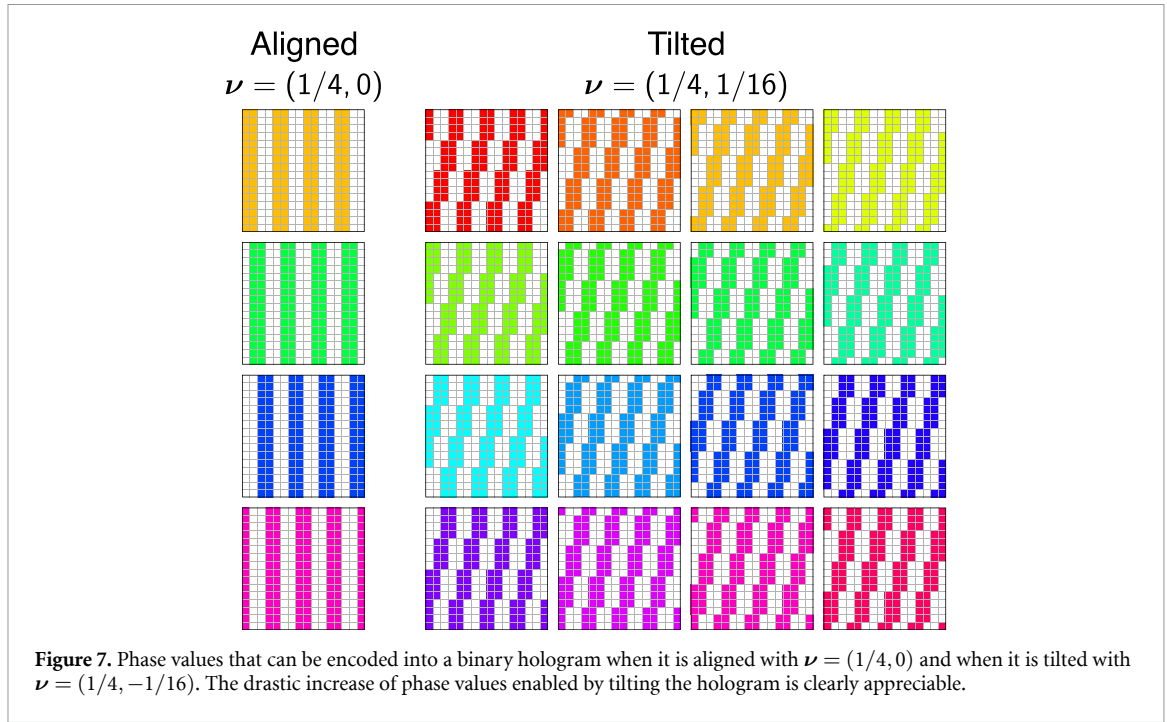 Aligned
ν = (1/4, 0)
Tilted
ν = (1/4, 1/16)
Figure 7. Phase values that can be encoded into a binary hologram when it is aligned with ν = (1/4, 0) and when it is tilted with
ν = (1/4, −1/16). The drastic increase of phase values enabled by tilting the hologram is clearly appreciable.